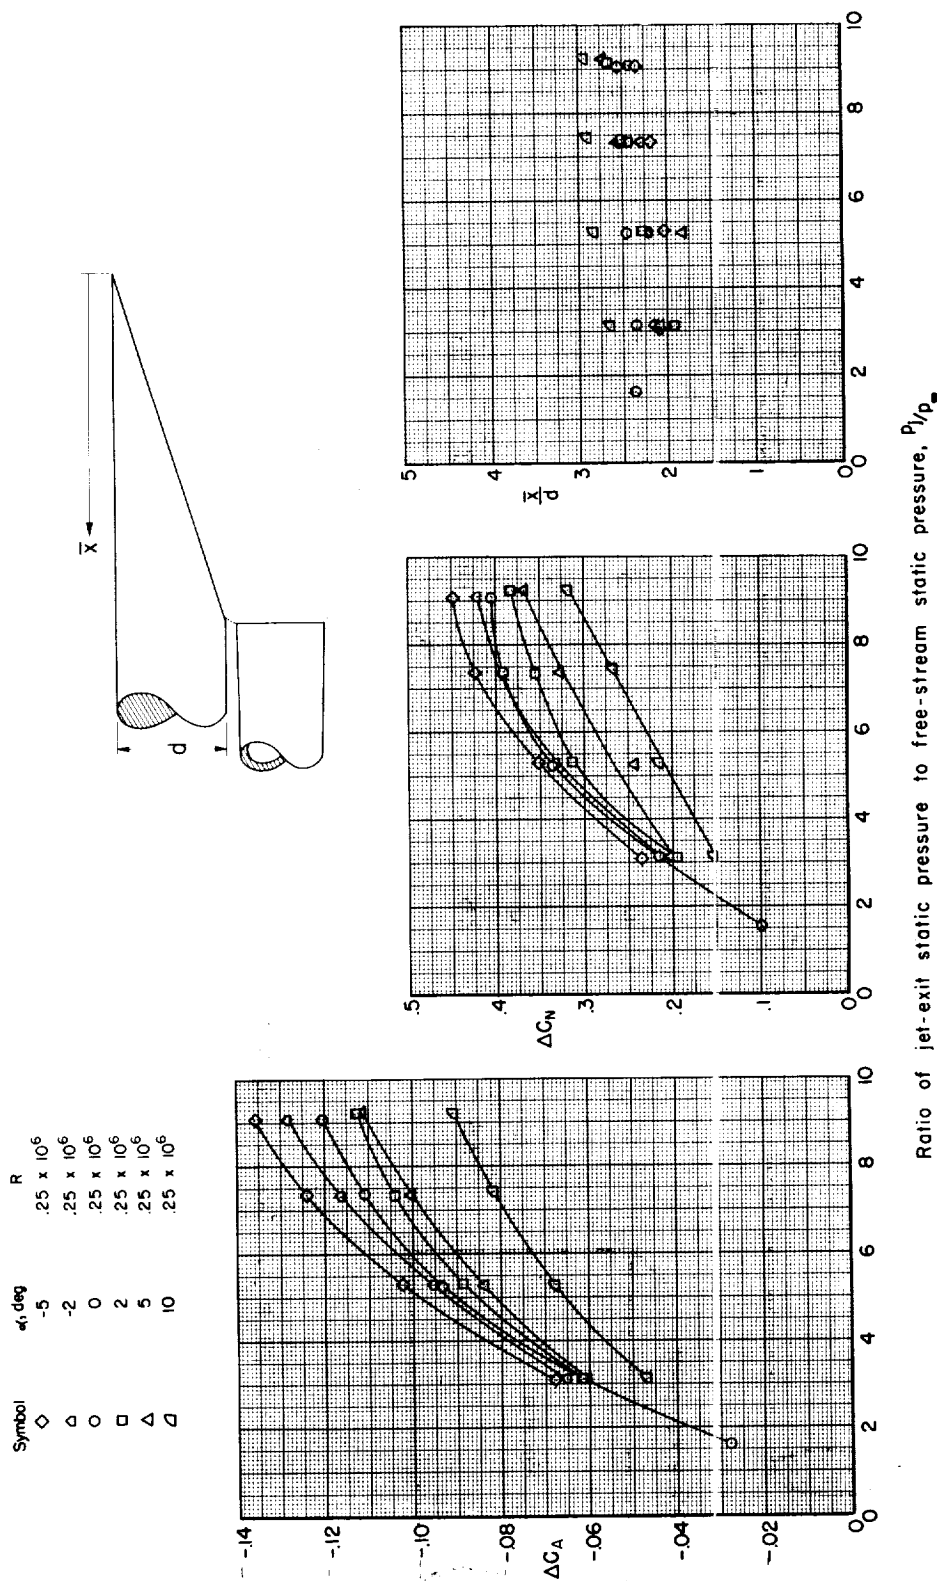 Symbol α, deg R
-5 .25 x 10⁶
-2 .25 x 10⁶
0 .25 x 10⁶
2 .25 x 10⁶
5 .25 x 10⁶
10 .25 x 10⁶
x̄
d
-.14
-.12
-.10
-.08
ΔC_A
-.06
-.04
-.02
0
0 2 4 6 8 10
.5
.4
ΔC_N
.3
.2
.1
0
0 2 4 6 8 10
5
4
x̄/d
3
2
1
0
0 2 4 6 8 10
Ratio of jet-exit static pressure to free-stream static pressure, p_j/p_∞